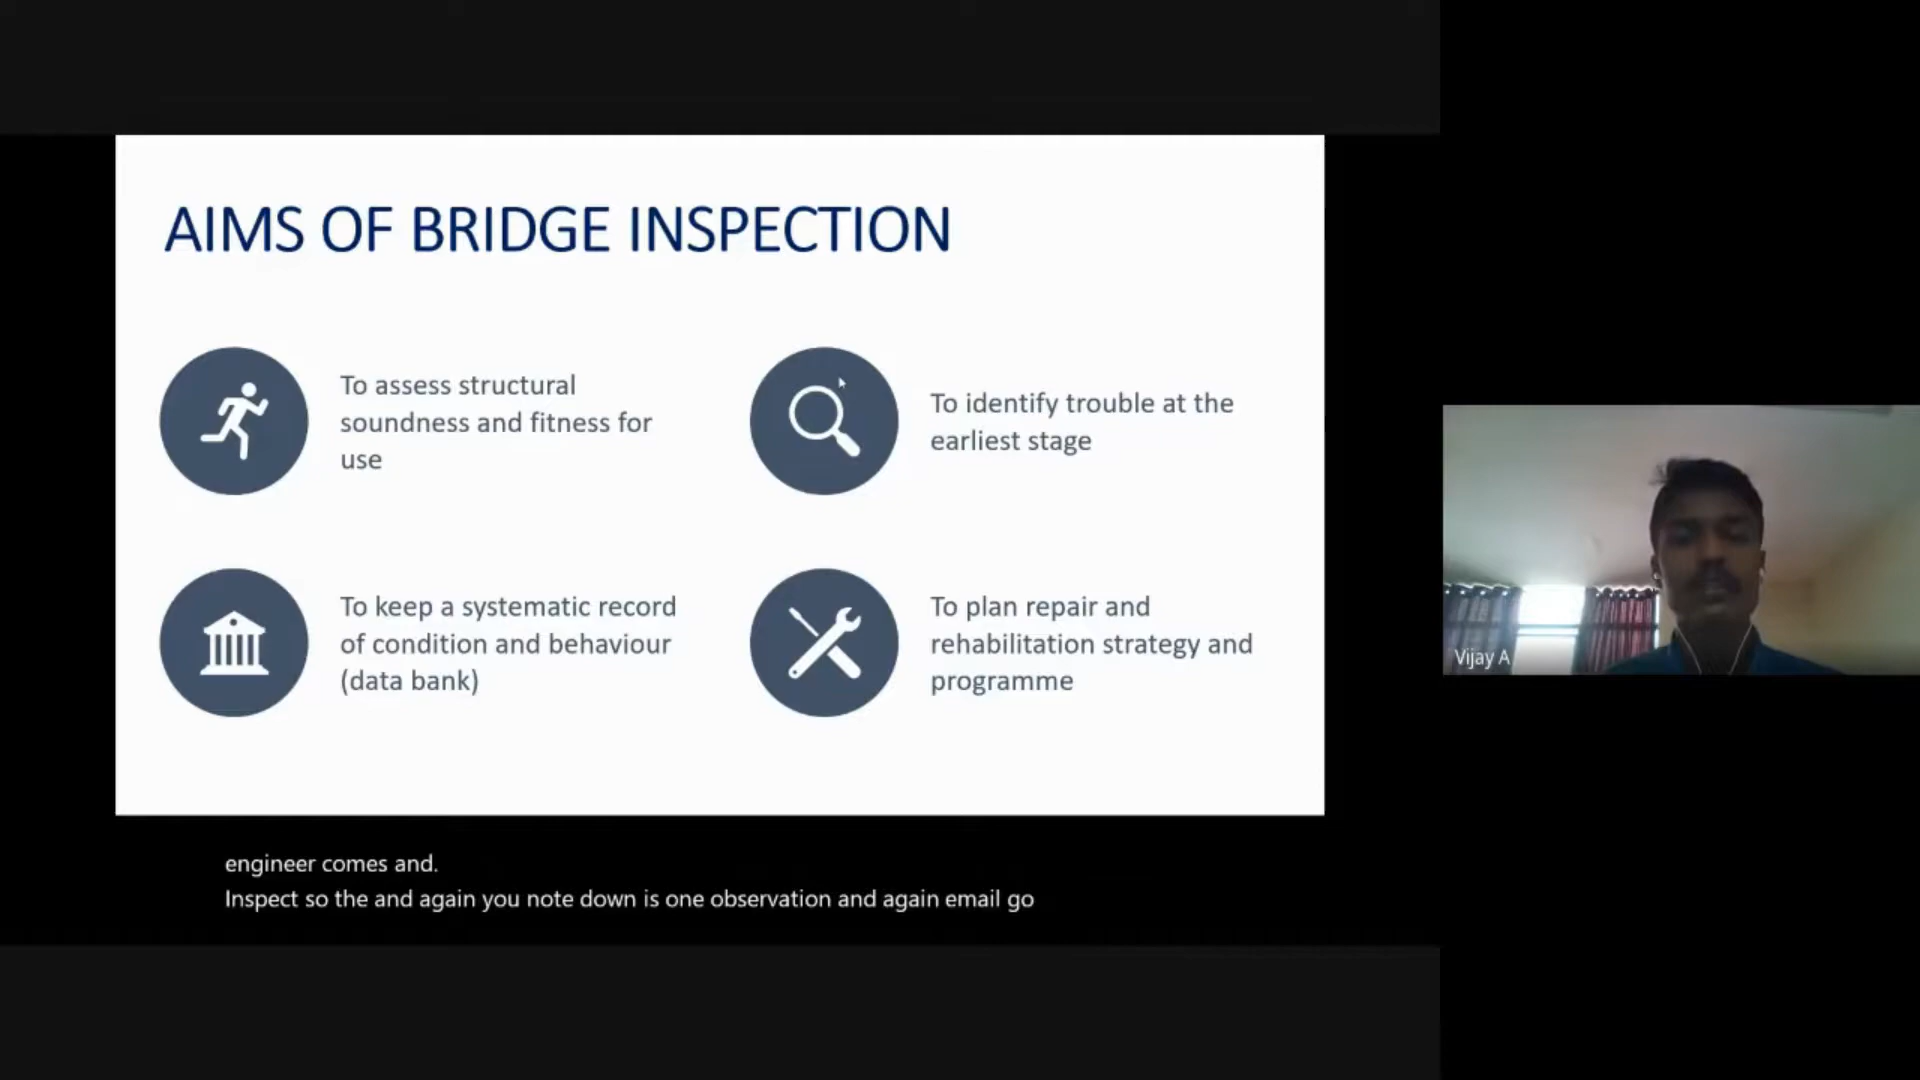 AIMS OF BRIDGE INSPECTION
To assess structural
soundness and fitness for
use
To identify trouble at the
earliest stage
To keep a systematic record
of condition and behaviour
(data bank)
To plan repair and
rehabilitation strategy and
programme
Vijay A
engineer comes and.
Inspect so the and again you note down is one observation and again email go